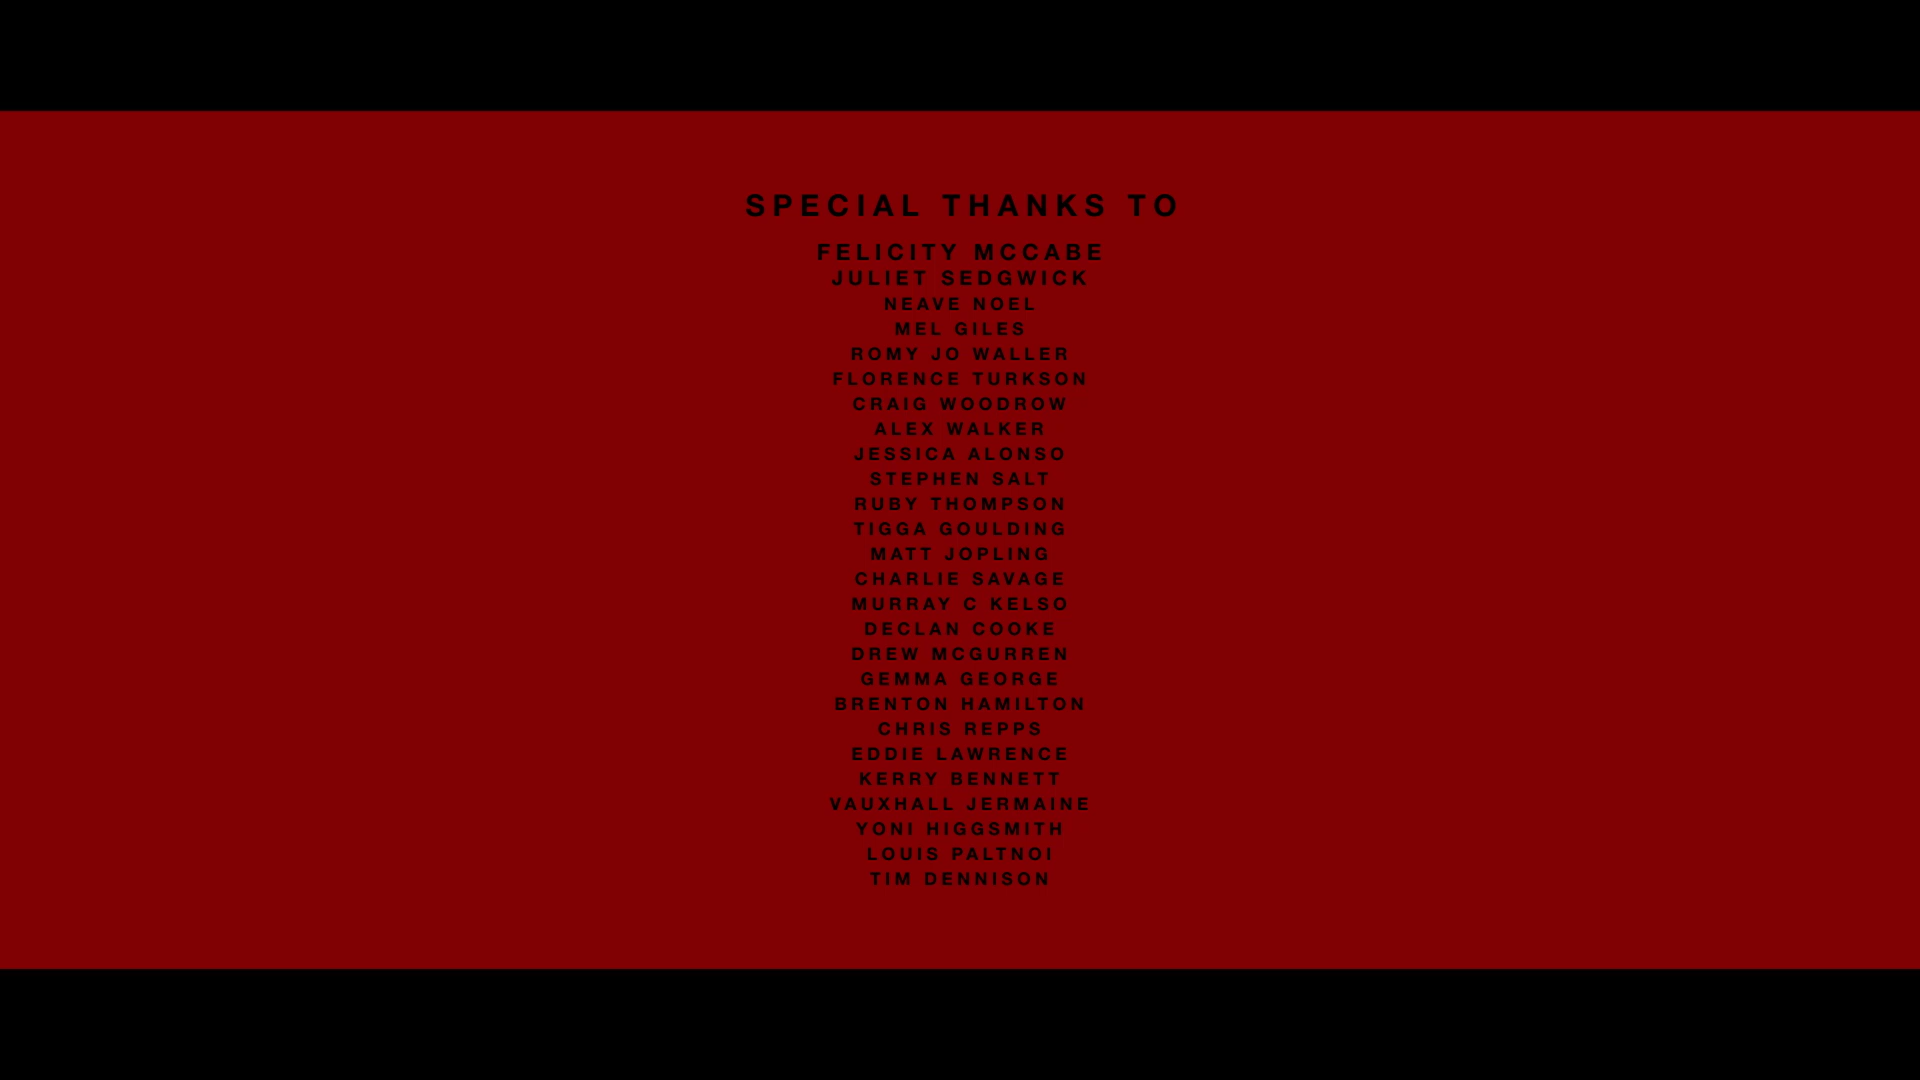 SPECIAL THANKS TO
FELICITY MCCABE
JULIET SEDGWICK
NEAVE NOEL
MEL GILES
ROMY JO WALLER
FLORENCE TURKSON
CRAIG WOODROW
ALEX WALKER
JESSICA ALONSO
STEPHEN SALT
RUBY THOMPSON
TIGGA GOULDING
MATT JOPLING
CHARLIE SAVAGE
MURRAY C KELSO
DECLAN COOKE
DREW MCGURREN
GEMMA GEORGE
BRENTON HAMILTON
CHRIS REPPS
EDDIE LAWRENCE
KERRY BENNETT
VAUXHALL JERMAINE
YONI HIGGSMITH
LOUIS PALTNOI
TIM DENNISON